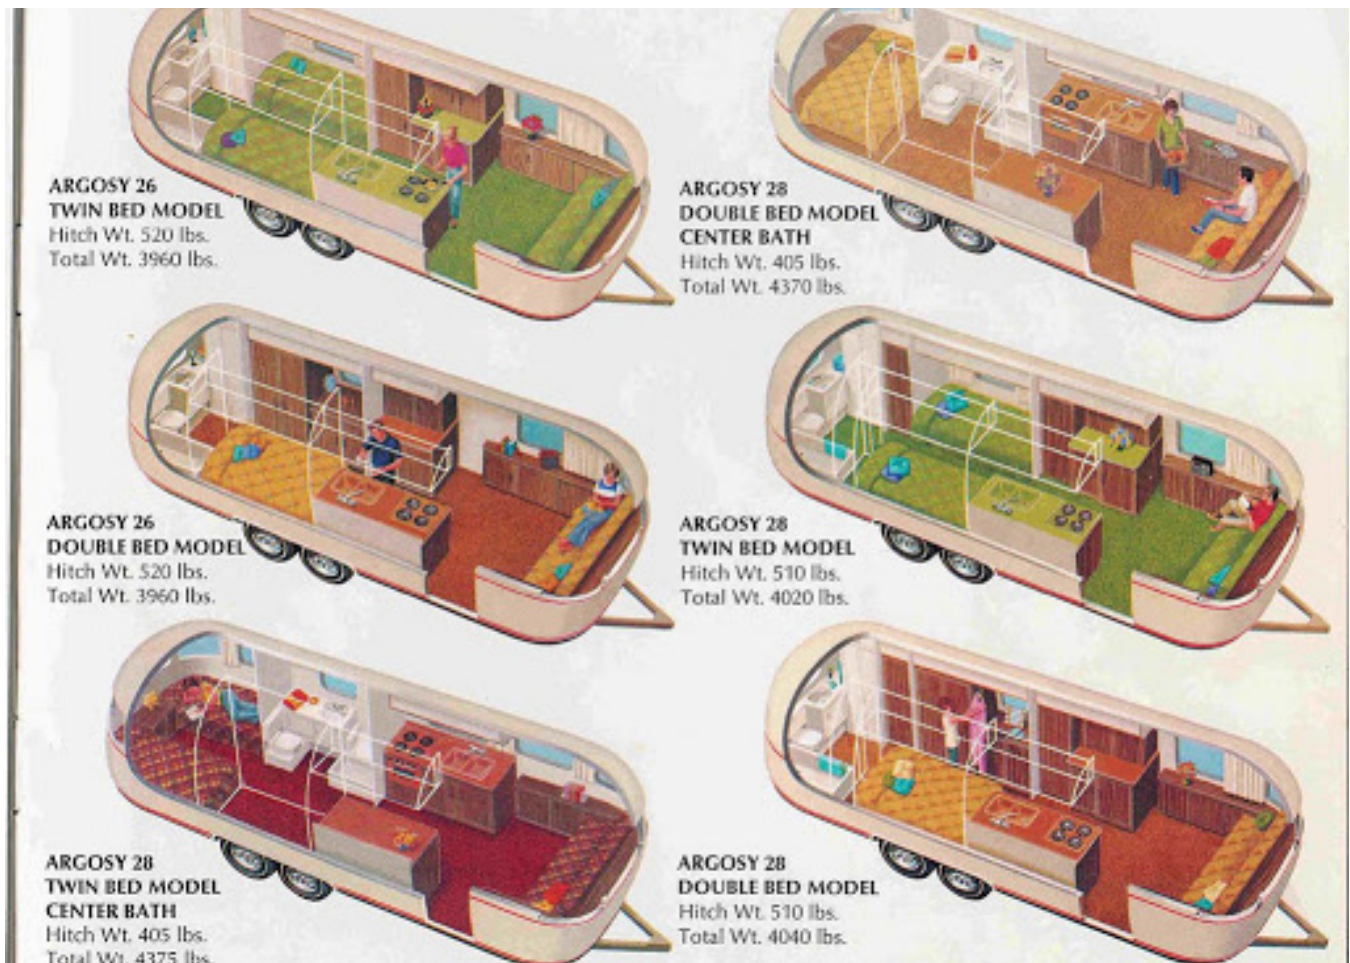 ARGOSY 26
TWIN BED MODEL
Hitch Wt. 520 lbs.
Total Wt. 3960 lbs.
ARGOSY 28
DOUBLE BED MODEL
CENTER BATH
Hitch Wt. 405 lbs.
Total Wt. 4370 lbs.
ARGOSY 26
DOUBLE BED MODEL
Hitch Wt. 520 lbs.
Total Wt. 3960 lbs.
ARGOSY 28
TWIN BED MODEL
Hitch Wt. 510 lbs.
Total Wt. 4020 lbs.
ARGOSY 28
TWIN BED MODEL
CENTER BATH
Hitch Wt. 405 lbs.
Total Wt. 4375 lbs.
ARGOSY 28
DOUBLE BED MODEL
Hitch Wt. 510 lbs.
Total Wt. 4040 lbs.